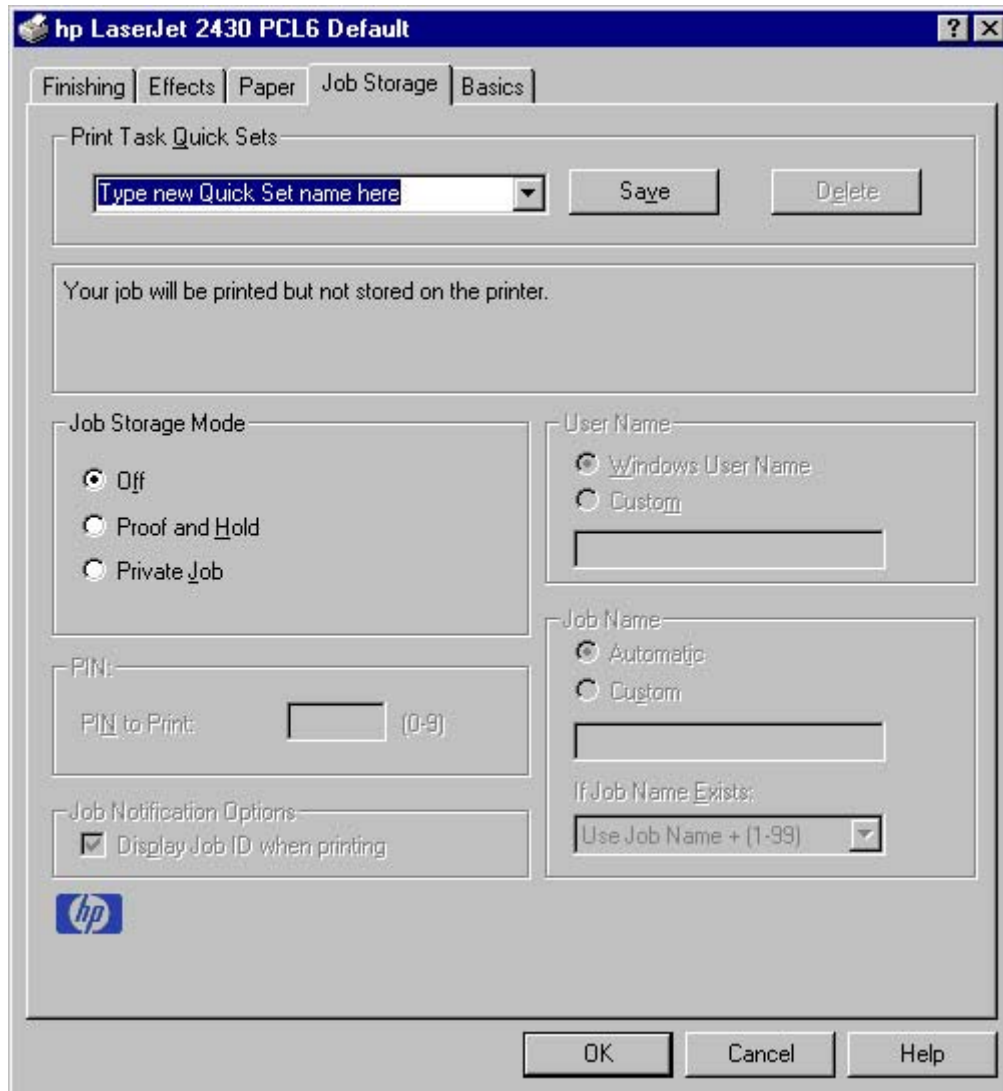 hp LaserJet 2430 PCL6 Default
Finishing Effects Paper Job Storage Basics
Print Task Quick Sets
Type new Quick Set name here Save Delete
Your job will be printed but not stored on the printer.
Job Storage Mode
Off
Proof and Hold
Private Job
User Name
Windows User Name
Custom
PIN:
PIN to Print: (0-9)
Job Name
Automatic
Custom
If Job Name Exists:
Use Job Name + (1-99)
Job Notification Options
Display Job ID when printing
hp
OK Cancel Help